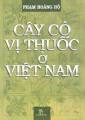 PHẠM HOÀNG HỘ
CÂY CỎ
VỊ THUỐC
Ở
VIỆT NAM